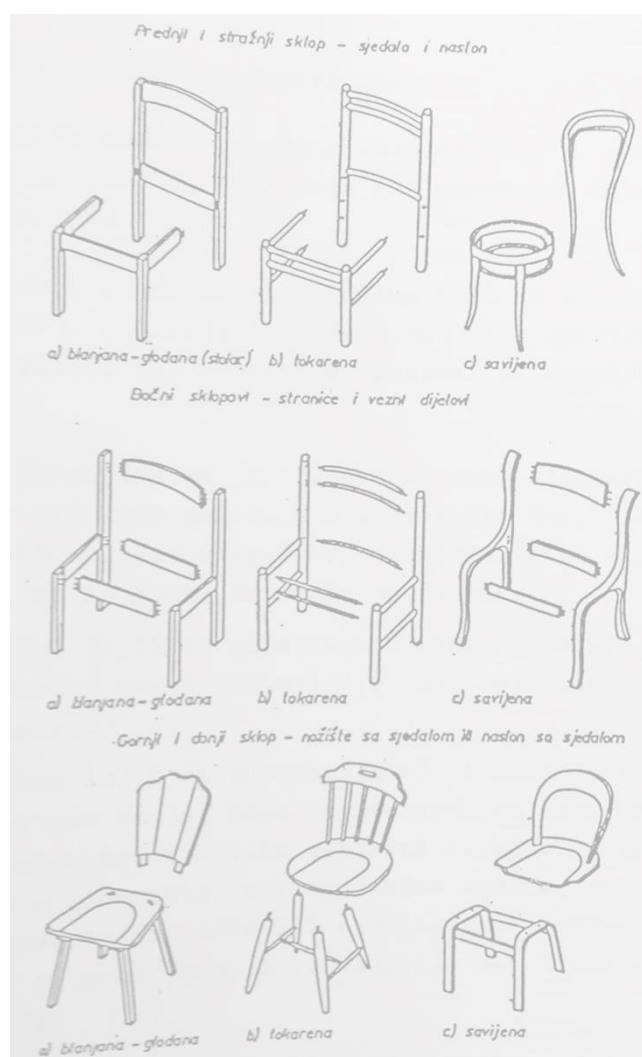 Prednji i stražnji sklop - sjedalo i naslon
a) blanjana-glodana (stolac) b) tokarena c) savijena
Bočni sklopovi - stranice i vezni dijelovi
a) blanjana-glodana b) tokarena c) savijena
Gornji i donji sklop - nožište sa sjedalom ili naslon sa sjedalom
a) blanjana-glodana b) tokarena c) savijena